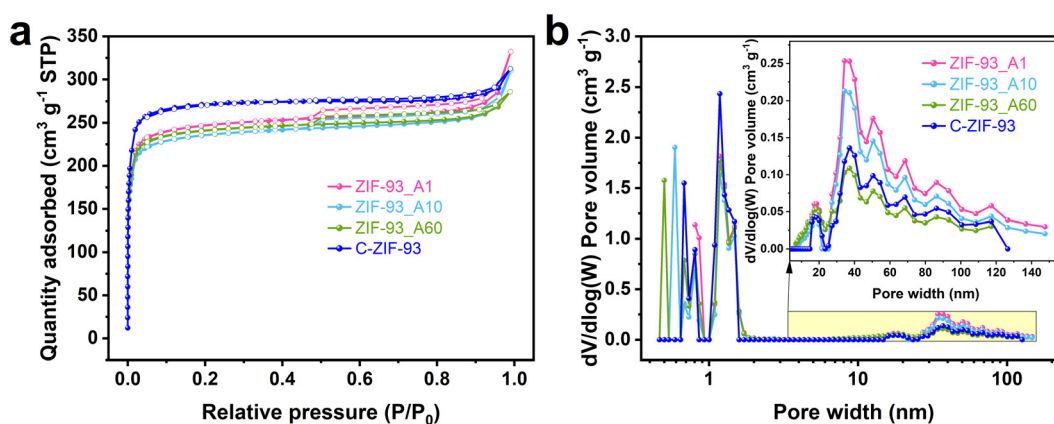 a
Quantity adsorbed (cm³ g⁻¹ STP)
350
300
250
200
150
100
50
0
ZIF-93_A1
ZIF-93_A10
ZIF-93_A60
C-ZIF-93
0.0 0.2 0.4 0.6 0.8 1.0
Relative pressure (P/P₀)
b
dV/dlog(W) Pore volume (cm³ g⁻¹)
3.0
2.5
2.0
1.5
1.0
0.5
0.0
1 10 100
Pore width (nm)
dV/dlog(W) Pore volume (cm³ g⁻¹)
0.25
0.20
0.15
0.10
0.05
0.00
ZIF-93_A1
ZIF-93_A10
ZIF-93_A60
C-ZIF-93
20 40 60 80 100 120 140
Pore width (nm)